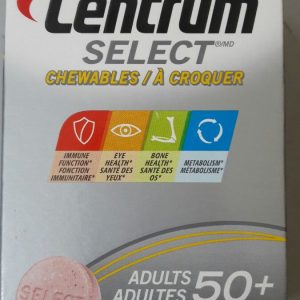 Centrum
SELECT ®/MD
CHEWABLES / À CROQUER
IMMUNE FUNCTION* FONCTION IMMUNITAIRE*
EYE HEALTH* SANTÉ DES YEUX*
BONE HEALTH* SANTÉ DES OS*
METABOLISM* MÉTABOLISME*
SELECT
ADULTS
ADULTES
50+